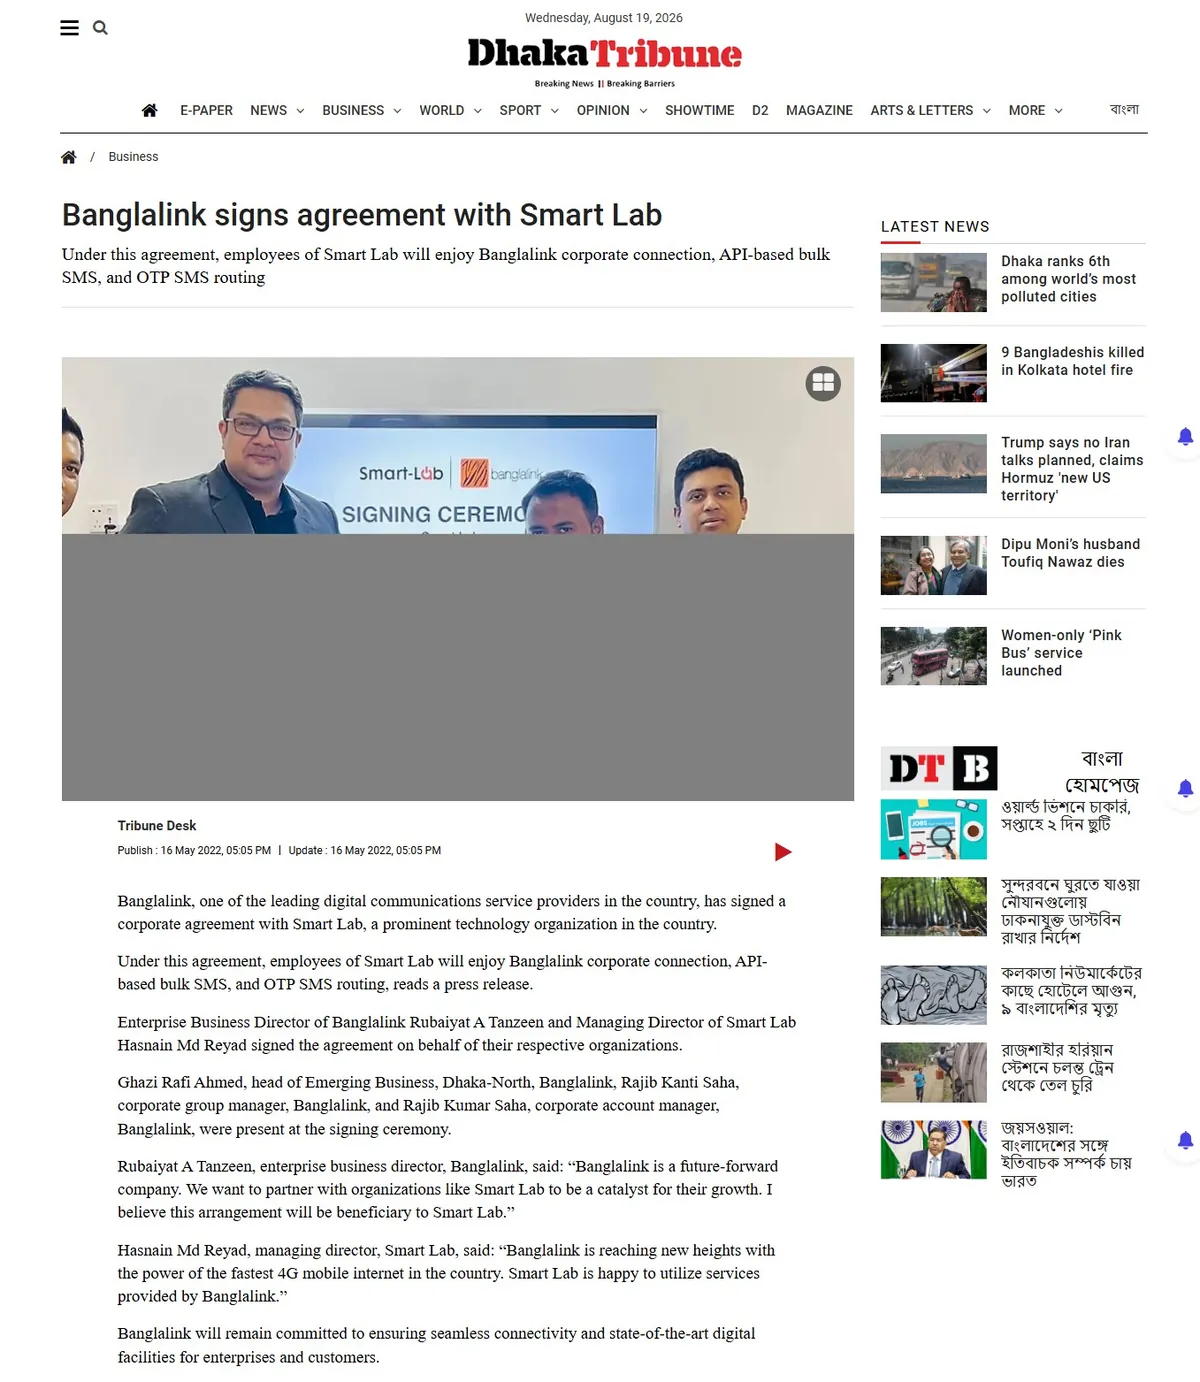 Wednesday, August 19, 2026
DhakaTribune
Breaking News || Breaking Barriers
E-PAPER NEWS BUSINESS WORLD SPORT OPINION SHOWTIME D2 MAGAZINE ARTS & LETTERS MORE বাংলা
/ Business
Banglalink signs agreement with Smart Lab
Under this agreement, employees of Smart Lab will enjoy Banglalink corporate connection, API-based bulk
SMS, and OTP SMS routing
Smart-Lab banglalink
SIGNING CEREMO
Tribune Desk
Publish : 16 May 2022, 05:05 PM | Update : 16 May 2022, 05:05 PM
Banglalink, one of the leading digital communications service providers in the country, has signed a
corporate agreement with Smart Lab, a prominent technology organization in the country.
Under this agreement, employees of Smart Lab will enjoy Banglalink corporate connection, API-
based bulk SMS, and OTP SMS routing, reads a press release.
Enterprise Business Director of Banglalink Rubaiyat A Tanzeen and Managing Director of Smart Lab
Hasnain Md Reyad signed the agreement on behalf of their respective organizations.
Ghazi Rafi Ahmed, head of Emerging Business, Dhaka-North, Banglalink, Rajib Kanti Saha,
corporate group manager, Banglalink, and Rajib Kumar Saha, corporate account manager,
Banglalink, were present at the signing ceremony.
Rubaiyat A Tanzeen, enterprise business director, Banglalink, said: “Banglalink is a future-forward
company. We want to partner with organizations like Smart Lab to be a catalyst for their growth. I
believe this arrangement will be beneficiary to Smart Lab.”
Hasnain Md Reyad, managing director, Smart Lab, said: “Banglalink is reaching new heights with
the power of the fastest 4G mobile internet in the country. Smart Lab is happy to utilize services
provided by Banglalink.”
Banglalink will remain committed to ensuring seamless connectivity and state-of-the-art digital
facilities for enterprises and customers.
LATEST NEWS
Dhaka ranks 6th
among world’s most
polluted cities
9 Bangladeshis killed
in Kolkata hotel fire
Trump says no Iran
talks planned, claims
Hormuz 'new US
territory'
Dipu Moni’s husband
Toufiq Nawaz dies
Women-only ‘Pink
Bus’ service
launched
DT B
বাংলা
হোমপেজ
JOBS
ওয়ার্ল্ড ভিশনে চাকরি,
সপ্তাহে ২ দিন ছুটি
সুন্দরবনে ঘুরতে যাওয়া
নৌযানগুলোয়
ঢাকনাযুক্ত ডাস্টবিন
রাখার নির্দেশ
কলকাতা নিউমার্কেটের
কাছে হোটেলে আগুন,
৯ বাংলাদেশির মৃত্যু
রাজশাহীর হরিয়ান
স্টেশনে চলন্ত ট্রেন
থেকে তেল চুরি
জয়সওয়াল:
বাংলাদেশের সঙ্গে
ইতিবাচক সম্পর্ক চায়
ভারত